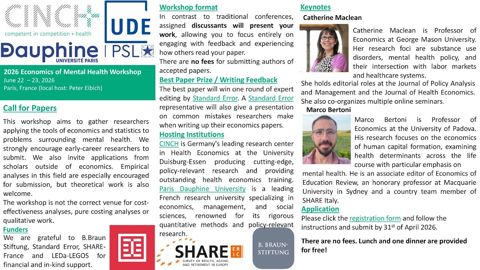 CINCH
competent in competition + health
UDE
Dauphine | PSL
UNIVERSITÉ PARIS
2026 Economics of Mental Health Workshop
June 22 – 23, 2026
Paris, France (local host: Peter Eibich)
Call for Papers
This workshop aims to gather researchers
applying the tools of economics and statistics to
problems surrounding mental health. We
strongly encourage early-career researchers to
submit. We also invite applications from
scholars outside of economics. Empirical
analyses in this field are especially encouraged
for submission, but theoretical work is also
welcome.
The workshop is not the correct venue for cost-
effectiveness analyses, pure costing analyses or
qualitative work.
Funders
We are grateful to B.Braun
Stiftung, Standard Error, SHARE-
France and LEDa-LEGOS for
financial and in-kind support.
Workshop format
In contrast to traditional conferences,
assigned discussants will present your
work, allowing you to focus entirely on
engaging with feedback and experiencing
how others read your paper.
There are no fees for submitting authors of
accepted papers.
Best Paper Prize / Writing Feedback
The best paper will win one round of expert
editing by Standard Error. A Standard Error
representative will also give a presentation
on common mistakes researchers make
when writing up their economics papers.
Hosting Institutions
CINCH is Germany's leading research center
in Health Economics at the University
Duisburg-Essen producing cutting-edge,
policy-relevant research and providing
outstanding health economics training.
Paris Dauphine University is a leading
French research university specializing in
economics, management, and social
sciences, renowned for its rigorous
quantitative methods and policy-relevant
research.
SHARE
SURVEY OF HEALTH, AGEING
AND RETIREMENT IN EUROPE
B. BRAUN-
STIFTUNG
Keynotes
Catherine Maclean
Catherine Maclean is Professor of
Economics at George Mason University.
Her research foci are substance use
disorders, mental health policy, and
their intersection with labor markets
and healthcare systems.
She holds editorial roles at the Journal of Policy Analysis
and Management and the Journal of Health Economics.
She also co-organizes multiple online seminars.
Marco Bertoni
Marco Bertoni is Professor of
Economics at the University of Padova.
His research focuses on the economics
of human capital formation, examining
health determinants across the life
course with particular emphasis on
mental health. He is an associate editor of Economics of
Education Review, an honorary professor at Macquarie
University in Sydney and a country team member of
SHARE Italy.
Application
Please click the registration form and follow the
instructions and submit by 31st of April 2026.
There are no fees. Lunch and one dinner are provided
for free!